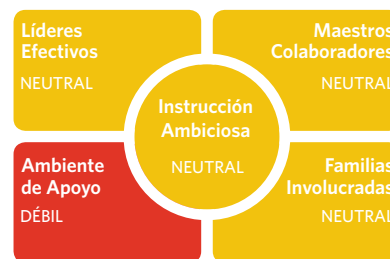 Líderes
Efectivos
NEUTRAL
Maestros
Colaboradores
NEUTRAL
Instrucción
Ambiciosa
NEUTRAL
Ambiente
de Apoyo
DÉBIL
Familias
Involucradas
NEUTRAL